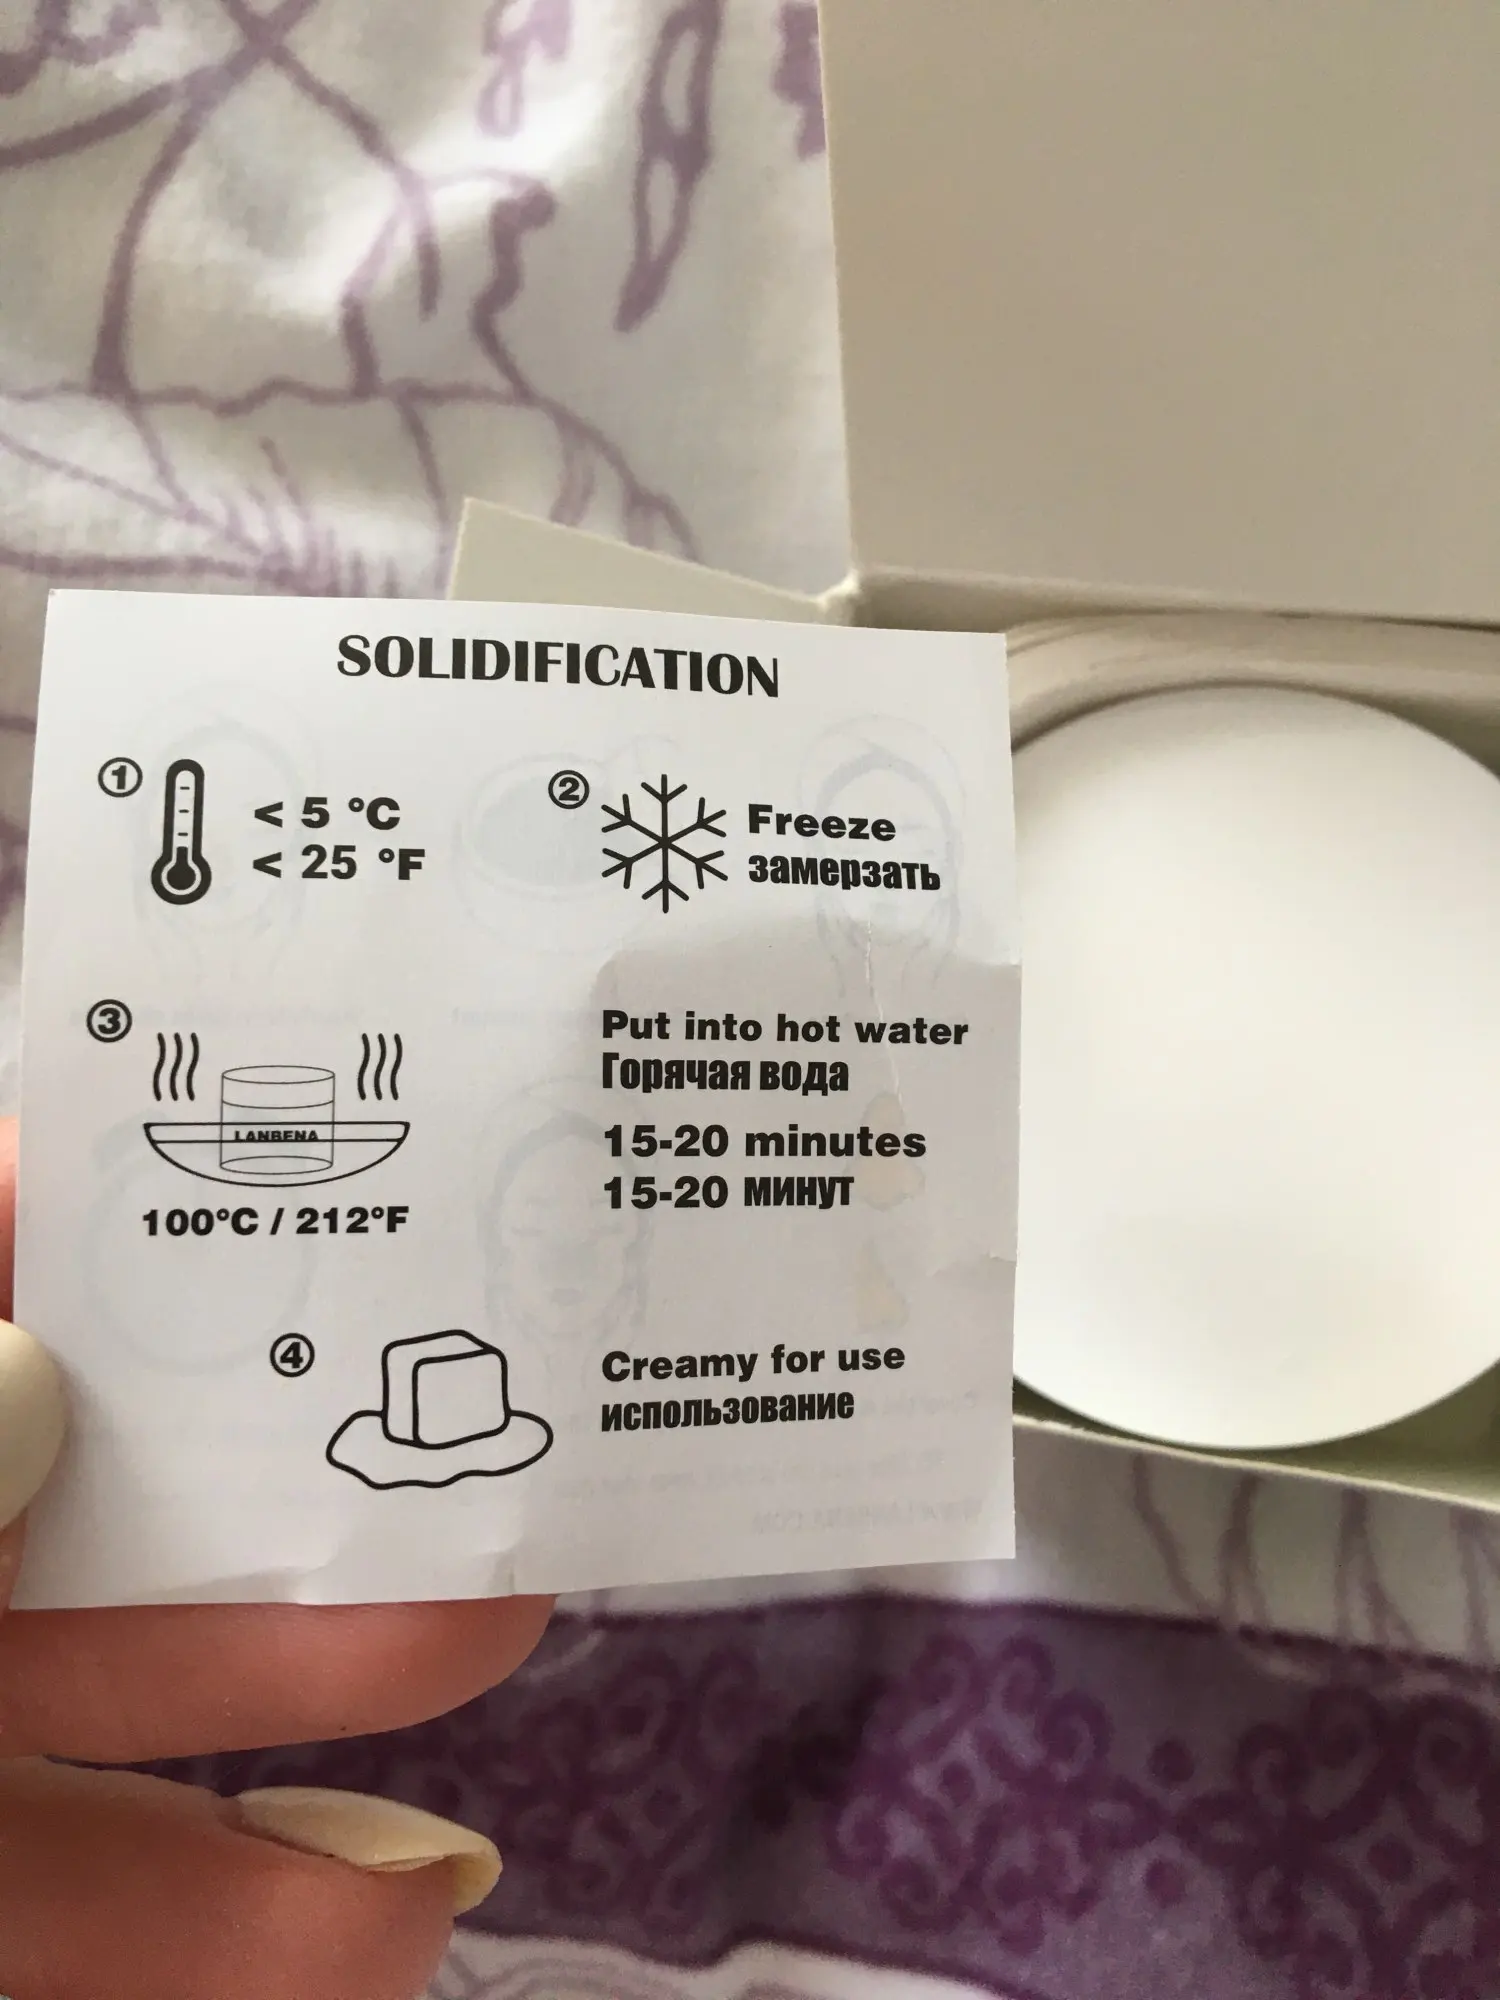 SOLIDIFICATION
① < 5 °C
< 25 °F
② Freeze
замерзать
③ LANBENA
100°C / 212°F
Put into hot water
Горячая вода
15-20 minutes
15-20 минут
④ Creamy for use
использование